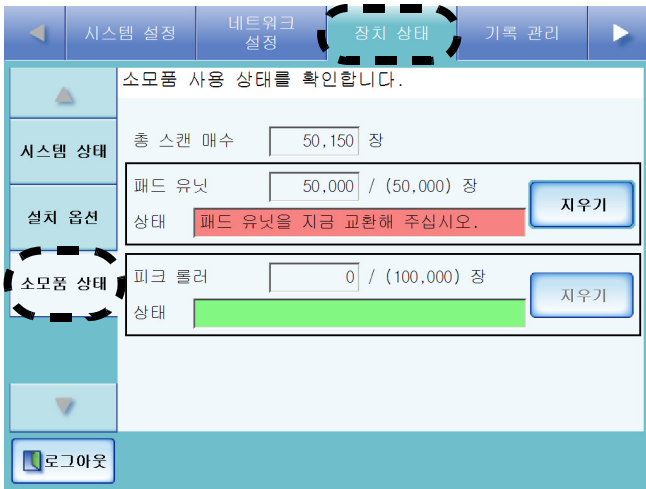 시스템 설정
네트워크
설정
장치 상태
기록 관리
소모품 사용 상태를 확인합니다.
시스템 상태
설치 옵션
소모품 상태
총 스캔 매수 50,150 장
패드 유닛 50,000 / (50,000) 장
상태 패드 유닛을 지금 교환해 주십시오.
지우기
피크 롤러 0 / (100,000) 장
상태
지우기
로그아웃